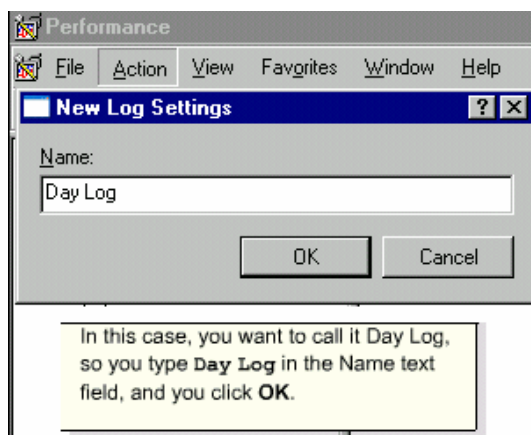 Performance
File Action View Favorites Window Help
New Log Settings
Name:
Day Log
OK Cancel
In this case, you want to call it Day Log,
so you type Day Log in the Name text
field, and you click OK.